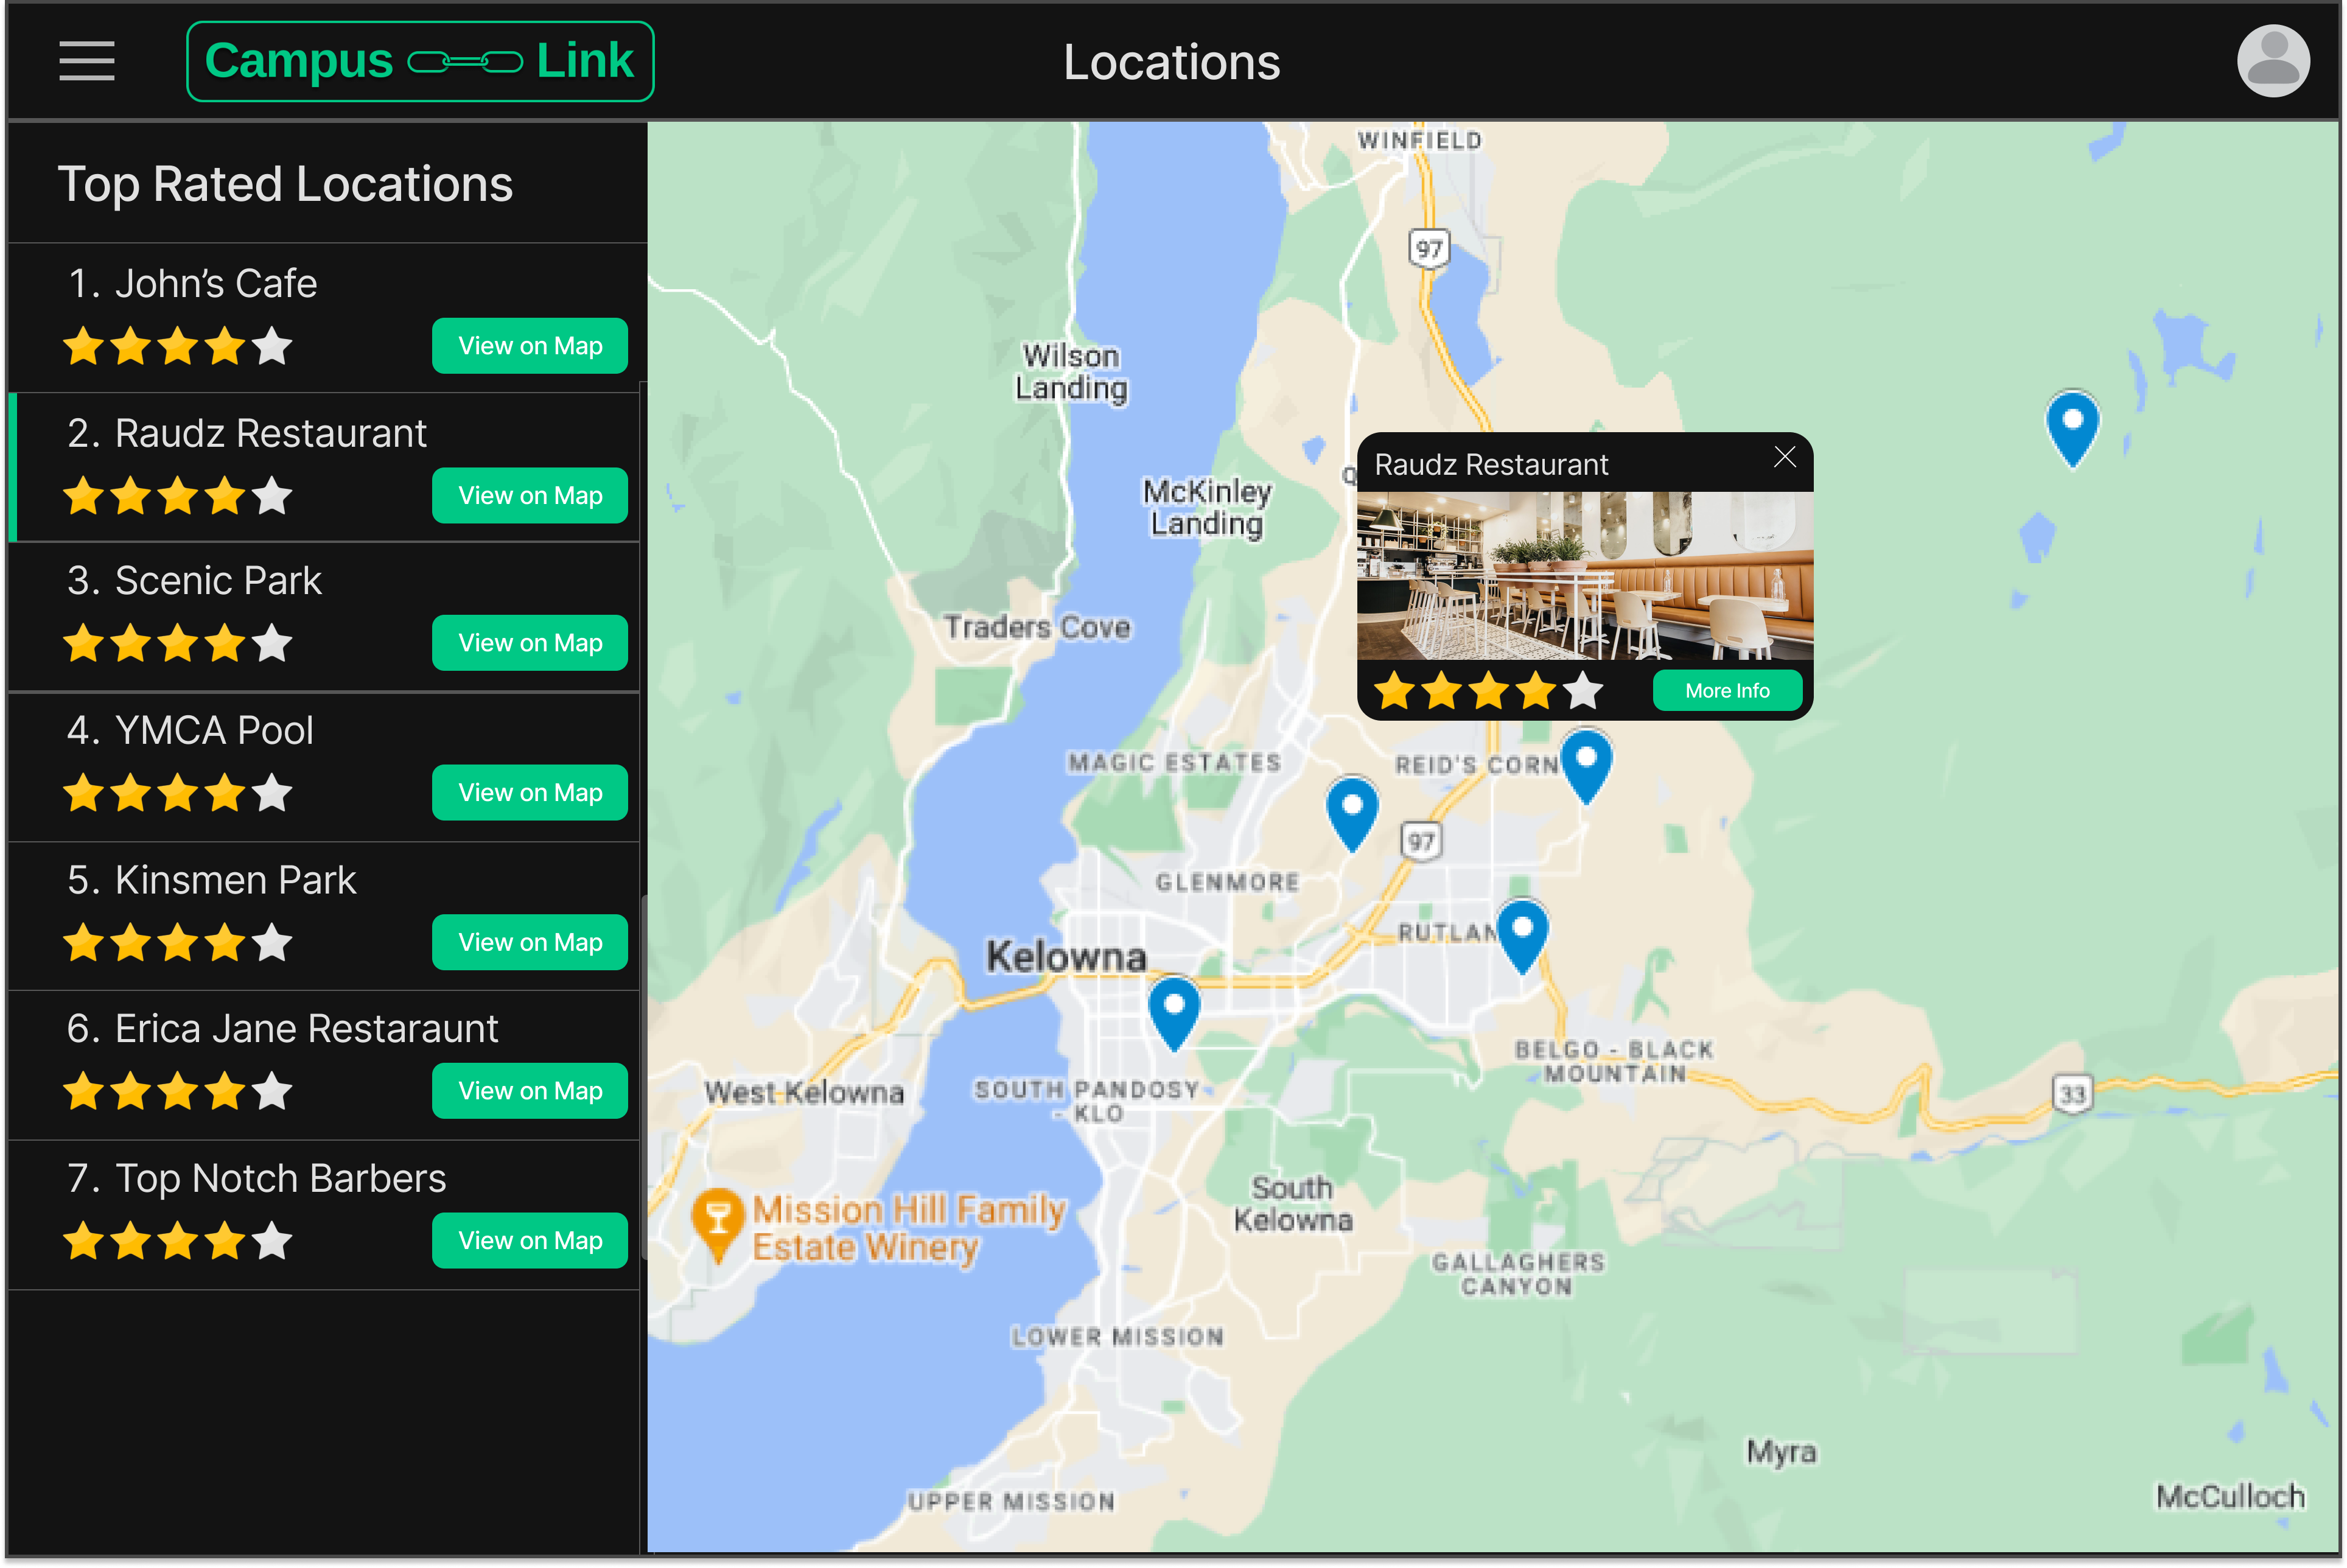 Campus Link
Locations
Top Rated Locations
1. John’s Cafe
View on Map
2. Raudz Restaurant
View on Map
3. Scenic Park
View on Map
4. YMCA Pool
View on Map
5. Kinsmen Park
View on Map
6. Erica Jane Restaraunt
View on Map
7. Top Notch Barbers
View on Map
WINFIELD
97
Wilson
Landing
McKinley
Landing
Q
Raudz Restaurant
More Info
Traders Cove
MAGIC ESTATES
REID'S CORN
97
GLENMORE
RUTLAN
Kelowna
BELGO - BLACK
MOUNTAIN
33
West Kelowna
SOUTH PANDOSY
- KLO
South
Kelowna
Mission Hill Family
Estate Winery
GALLAGHERS
CANYON
LOWER MISSION
Myra
McCulloch
UPPER MISSION